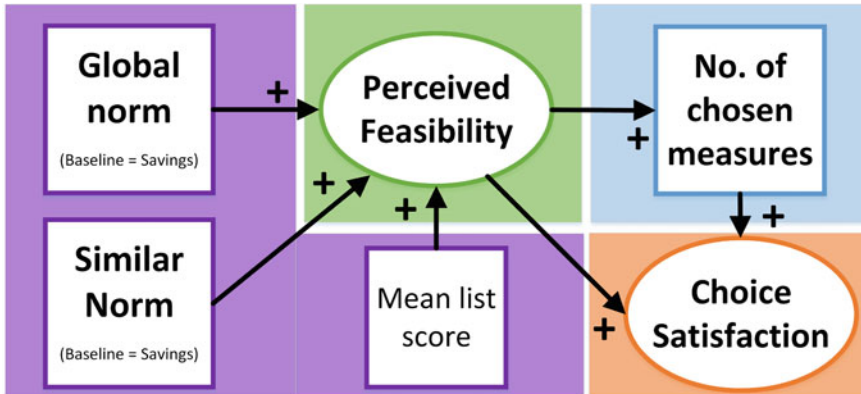 Global
norm
(Baseline = Savings)
+
Perceived
Feasibility
No. of
chosen
measures
+
+
+
+
Similar
Norm
(Baseline = Savings)
Mean list
score
+
Choice
Satisfaction